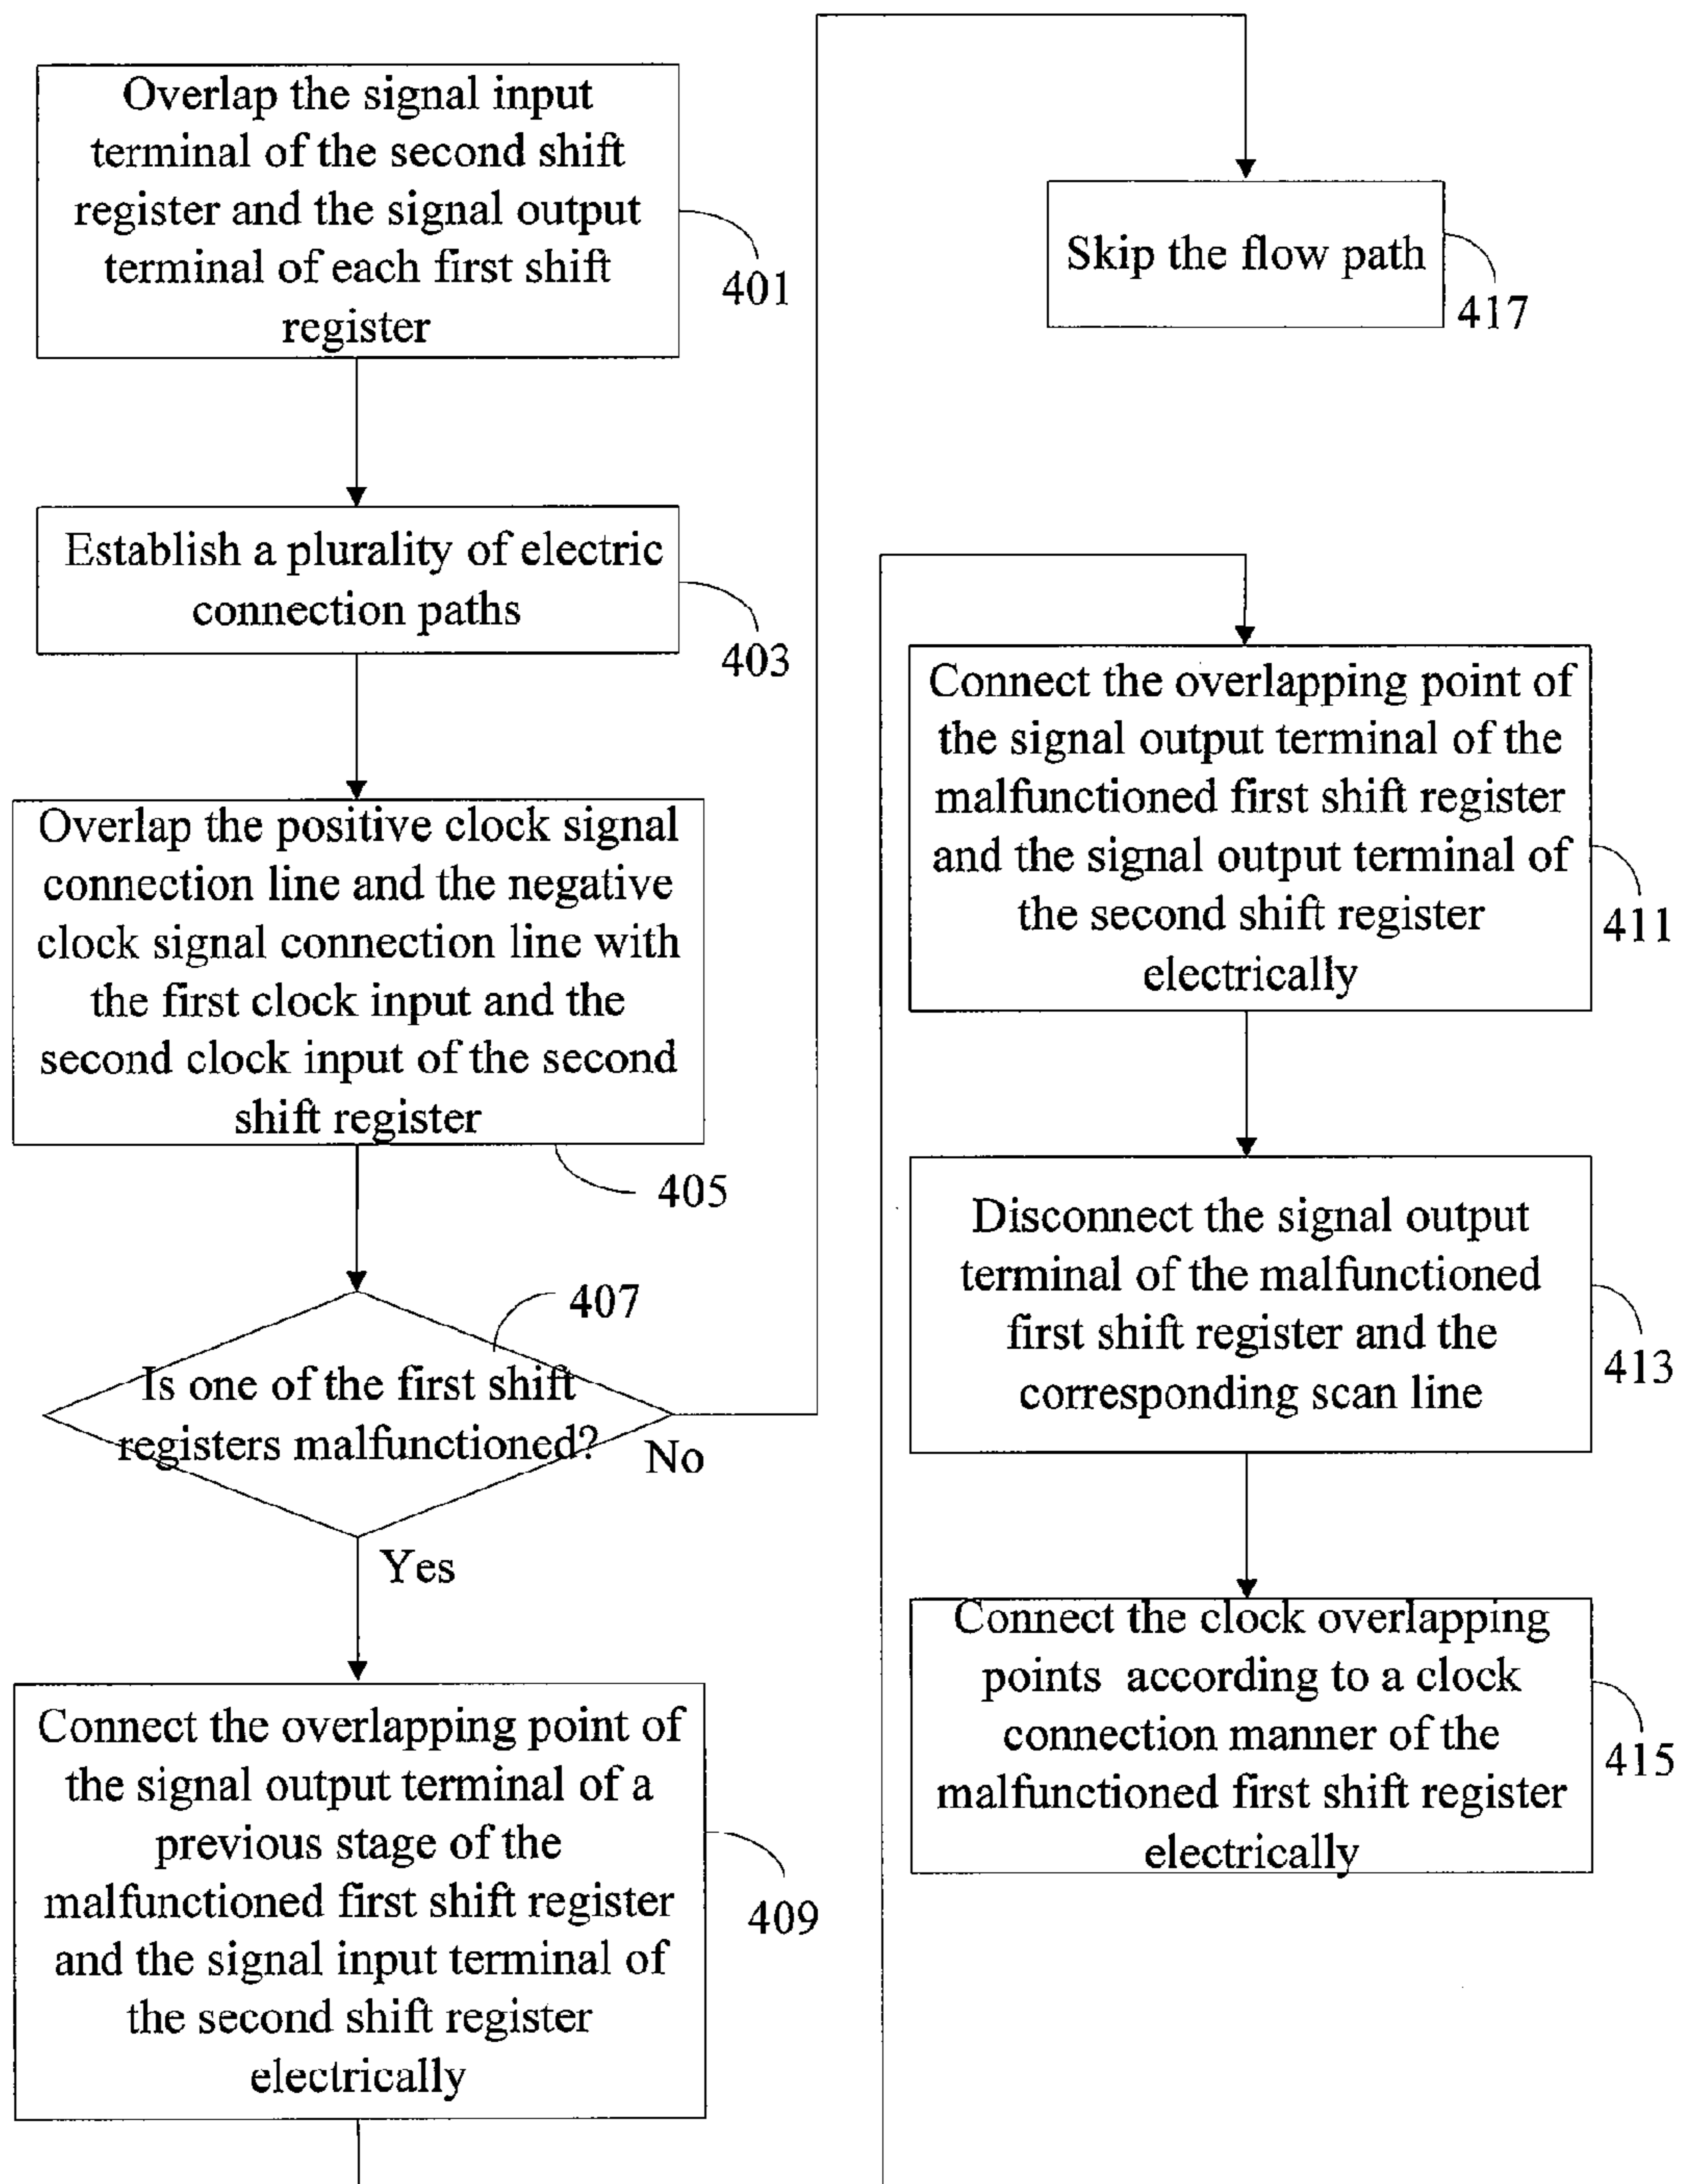 Overlap the signal input
terminal of the second shift
register and the signal output
terminal of each first shift
register
401
Establish a plurality of electric
connection paths
403
Overlap the positive clock signal
connection line and the negative
clock signal connection line with
the first clock input and the
second clock input of the second
shift register
405
407
Is one of the first shift
registers malfunctioned?
No
Yes
Connect the overlapping point of
the signal output terminal of a
previous stage of the
malfunctioned first shift register
and the signal input terminal of
the second shift register
electrically
409
Skip the flow path
417
Connect the overlapping point of
the signal output terminal of the
malfunctioned first shift register
and the signal output terminal of
the second shift register
electrically
411
Disconnect the signal output
terminal of the malfunctioned
first shift register and the
corresponding scan line
413
Connect the clock overlapping
points according to a clock
connection manner of the
malfunctioned first shift register
electrically
415